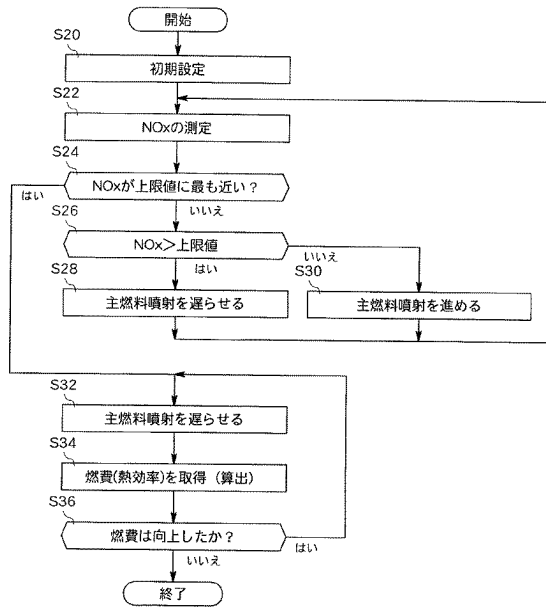 開始
S20
初期設定
S22
NOxの測定
S24
NOxが上限値に最も近い？
はい
いいえ
S26
NOx＞上限値
いいえ
はい
S28
主燃料噴射を遅らせる
S30
主燃料噴射を進める
S32
主燃料噴射を遅らせる
S34
燃費(熱効率)を取得（算出）
S36
燃費は向上したか？
はい
いいえ
終了